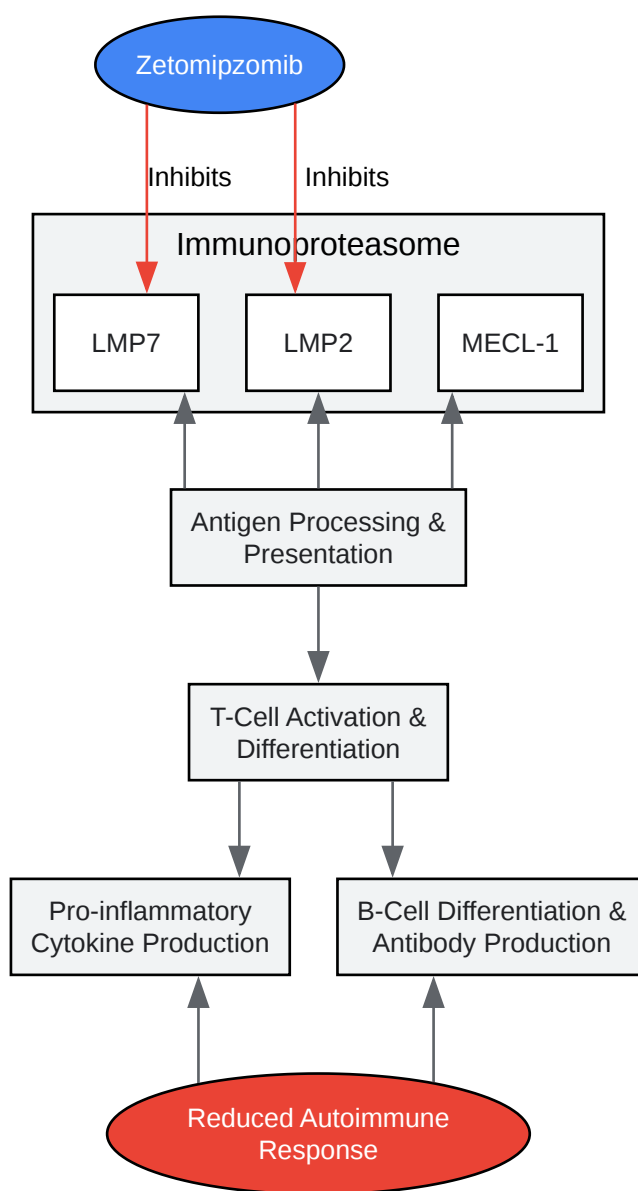 Zetomipzomib
Inhibits
Inhibits
Immunoproteasome
LMP7
LMP2
MECL-1
Antigen Processing &
Presentation
T-Cell Activation &
Differentiation
Pro-inflammatory
Cytokine Production
B-Cell Differentiation &
Antibody Production
Reduced Autoimmune
Response